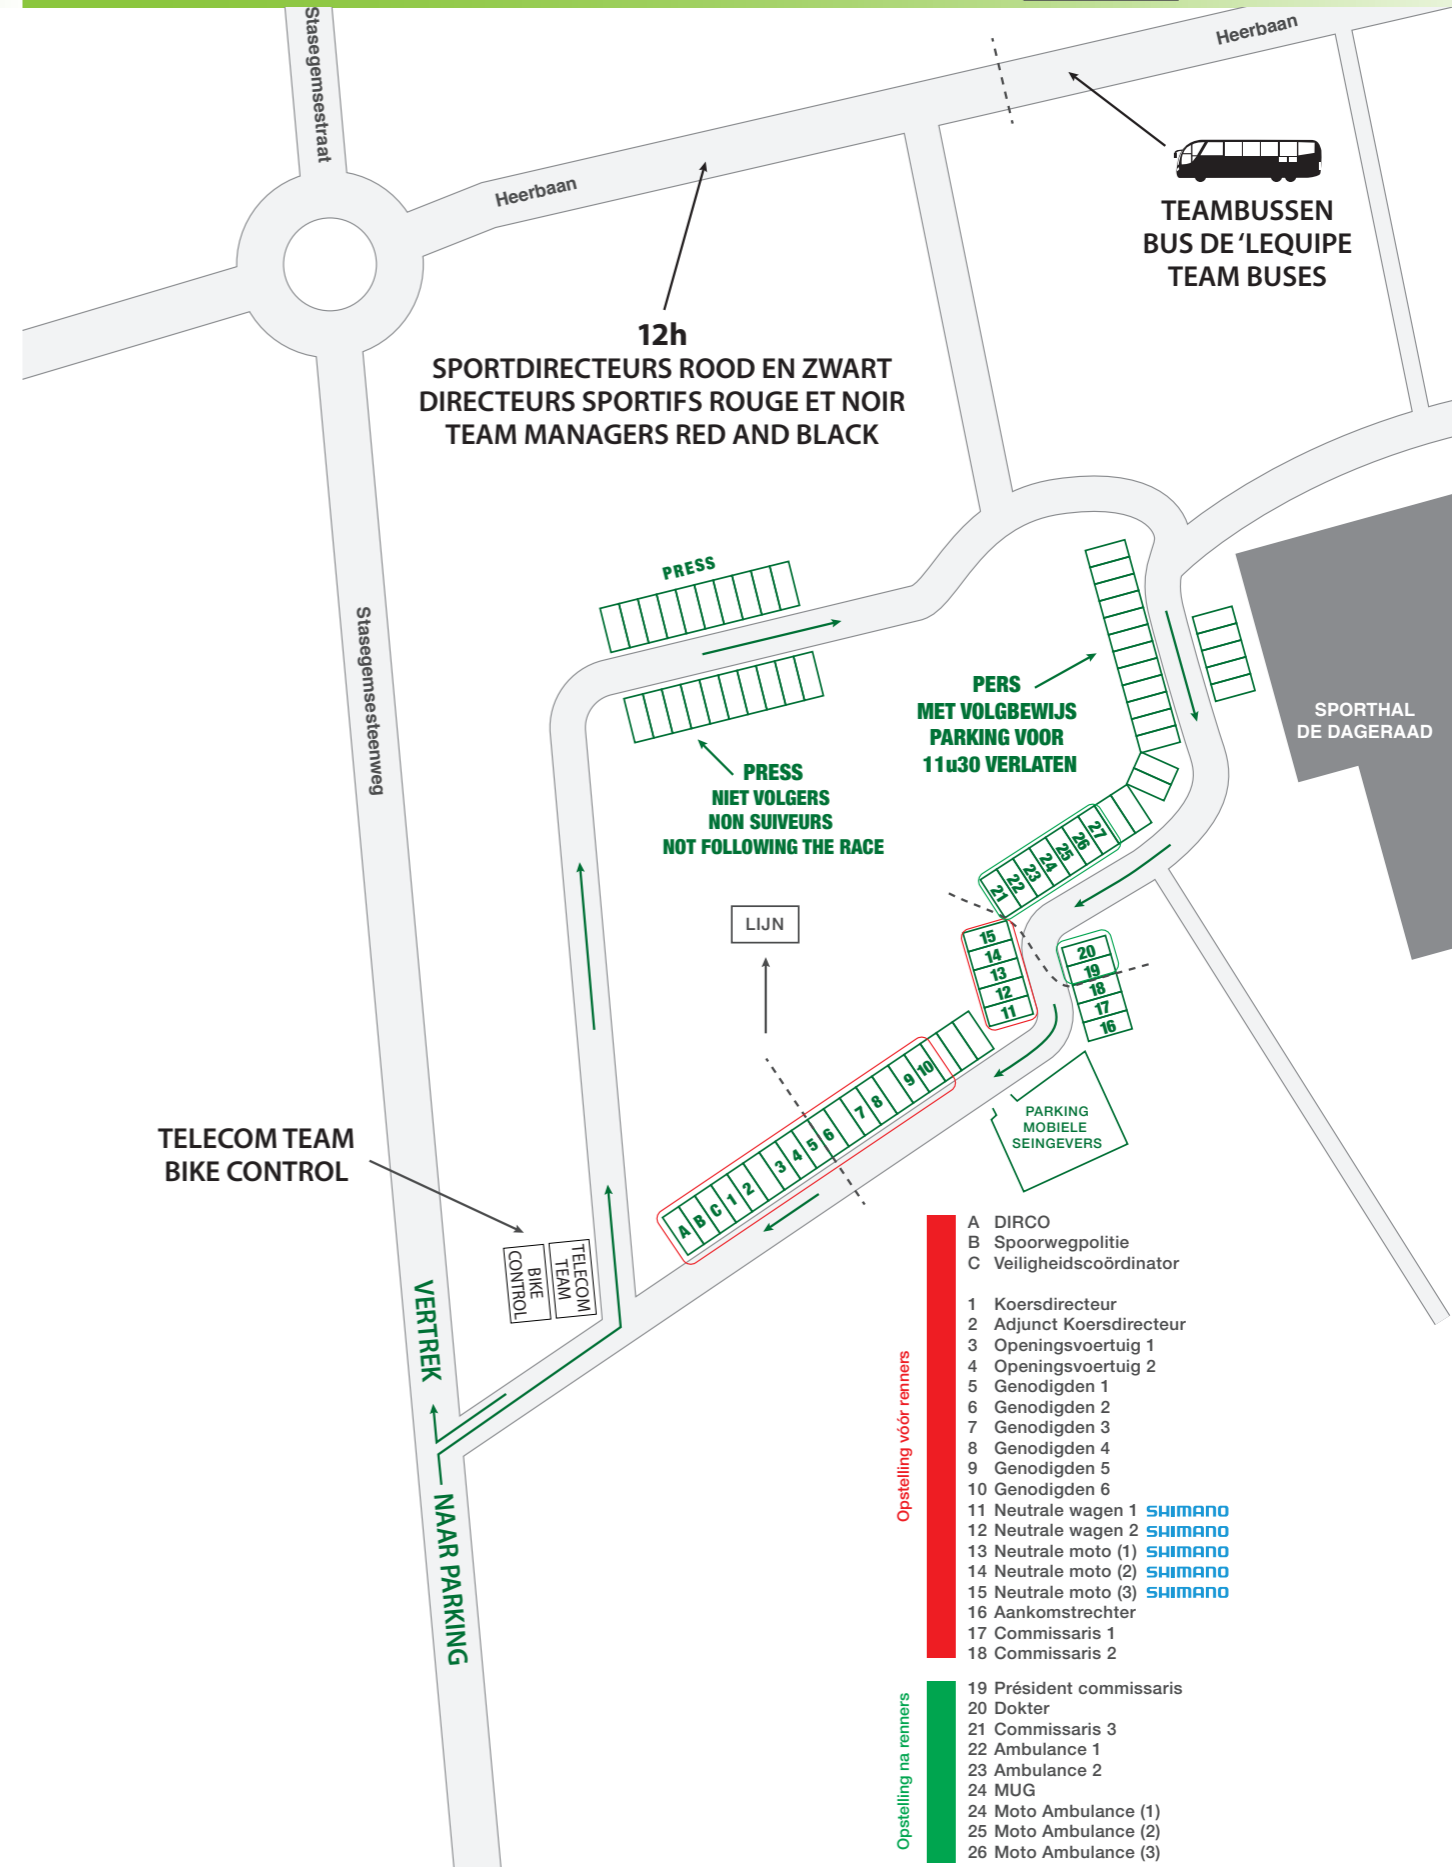 Stasegemsestraat
Heerbaan
Heerbaan
TEAMBUSSEN
BUS DE ‘LEQUIPE
TEAM BUSES
12h
SPORTDIRECTEURS ROOD EN ZWART
DIRECTEURS SPORTIFS ROUGE ET NOIR
TEAM MANAGERS RED AND BLACK
PRESS
Stasegemsesteenweg
PERS
MET VOLGBEWIJS
PARKING VOOR
11u30 VERLATEN
SPORTHAL
DE DAGERAAD
PRESS
NIET VOLGERS
NON SUIVEURS
NOT FOLLOWING THE RACE
21 22 23 24 25 26 27
LIJN
15
14
13
12
11
20
19
18
17
16
A B C 1 2 3 4 5 6 7 8 9 10
PARKING
MOBIELE
SEINGEVERS
TELECOM TEAM
BIKE CONTROL
BIKE
CONTROL
TELECOM
TEAM
VERTREK
NAAR PARKING
Opstelling vóór renners
A DIRCO
B Spoorwegpolitie
C Veiligheidscoördinator
1 Koersdirecteur
2 Adjunct Koersdirecteur
3 Openingsvoertuig 1
4 Openingsvoertuig 2
5 Genodigden 1
6 Genodigden 2
7 Genodigden 3
8 Genodigden 4
9 Genodigden 5
10 Genodigden 6
11 Neutrale wagen 1 SHIMANO
12 Neutrale wagen 2 SHIMANO
13 Neutrale moto (1) SHIMANO
14 Neutrale moto (2) SHIMANO
15 Neutrale moto (3) SHIMANO
16 Aankomstrechter
17 Commissaris 1
18 Commissaris 2
Opstelling na renners
19 Président commissaris
20 Dokter
21 Commissaris 3
22 Ambulance 1
23 Ambulance 2
24 MUG
24 Moto Ambulance (1)
25 Moto Ambulance (2)
26 Moto Ambulance (3)